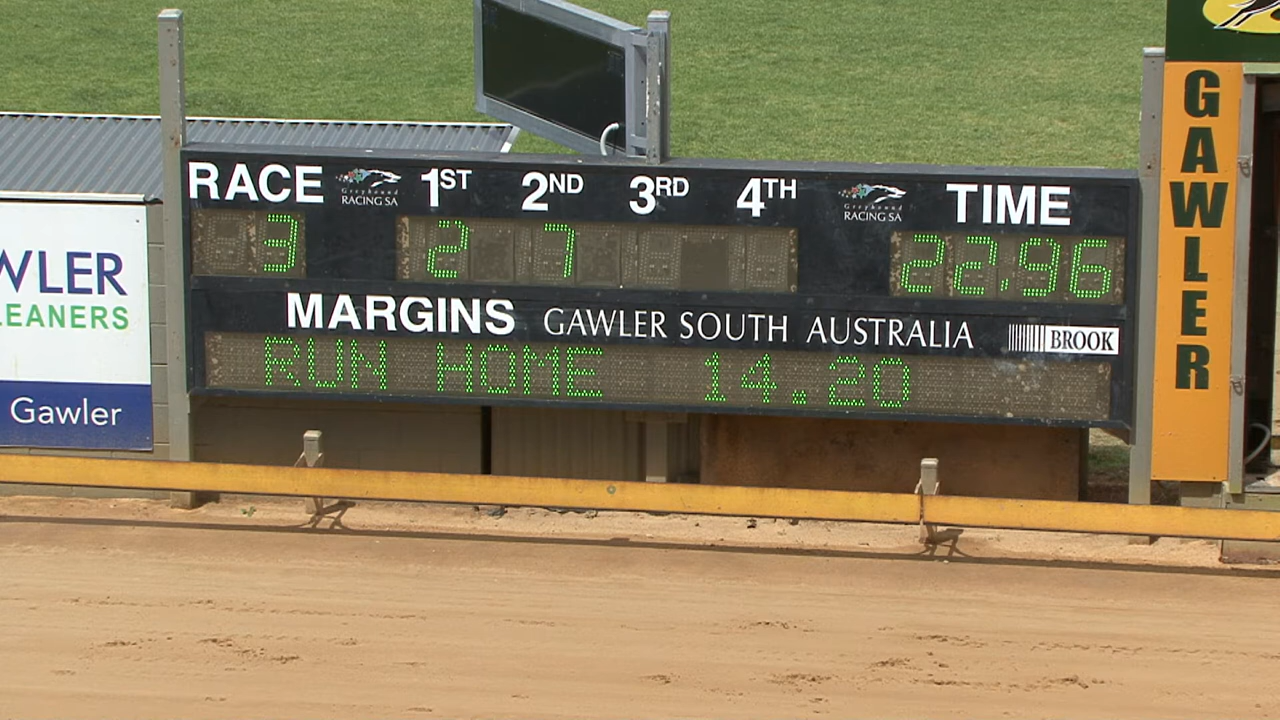 RACE
Greyhound
RACING SA
1ST
2ND
3RD
4TH
Greyhound
RACING SA
TIME
3
2
7
22.96
MARGINS
GAWLER SOUTH AUSTRALIA
BROOK
RUN HOME 14.20
WLER
EANERS
Gawler
GAWLER